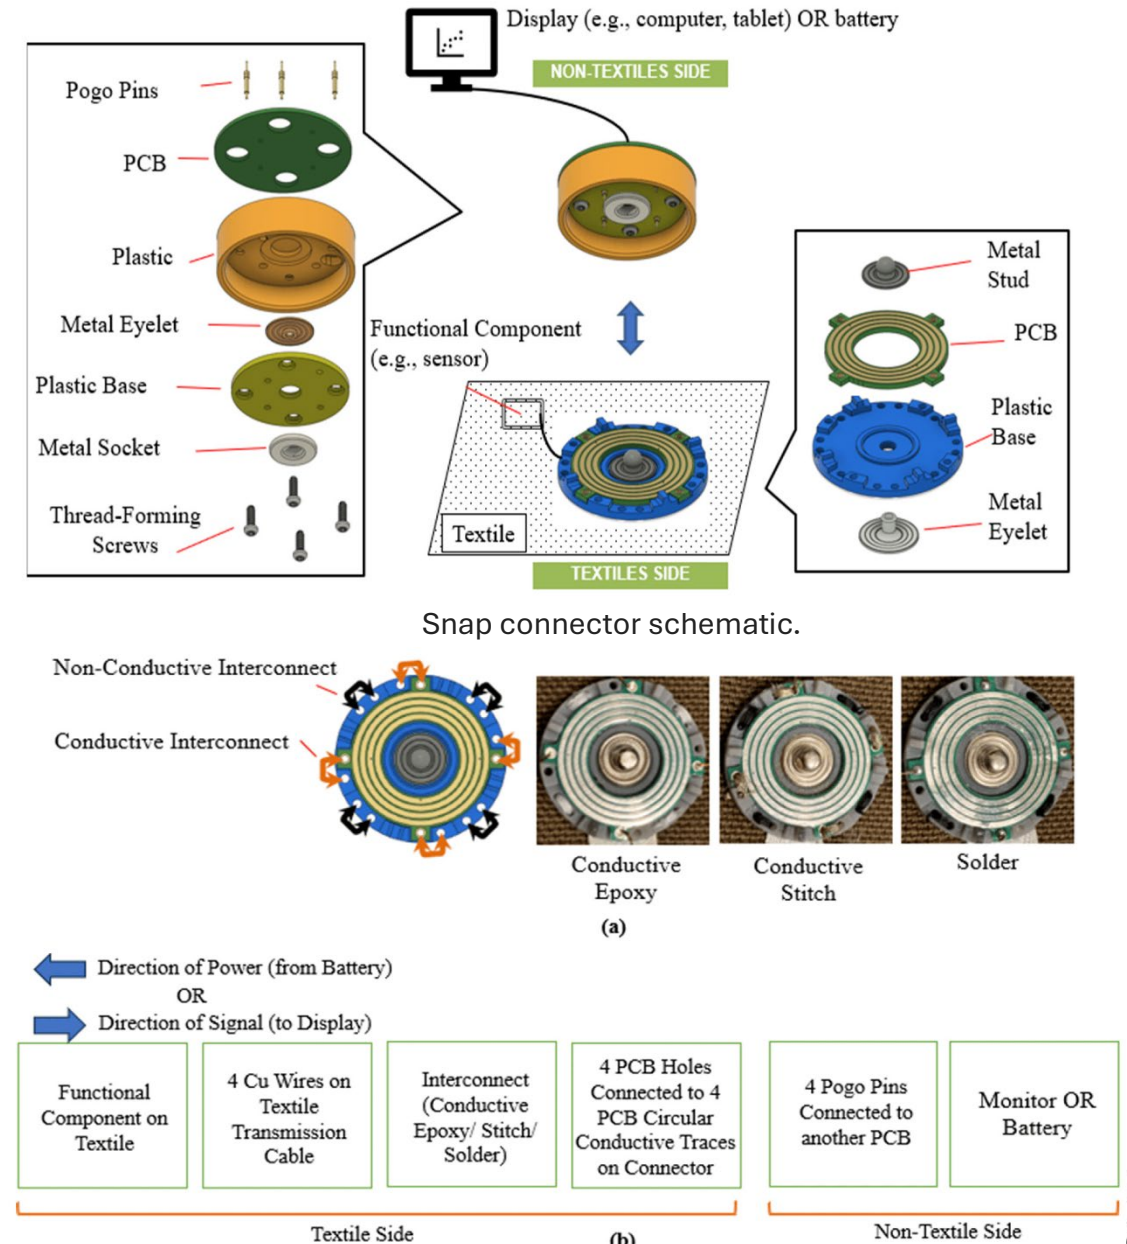 Display (e.g., computer, tablet) OR battery
NON-TEXTILES SIDE
Pogo Pins
PCB
Plastic
Metal Eyelet
Plastic Base
Metal Socket
Thread-Forming
Screws
Functional Component
(e.g., sensor)
Textile
TEXTILES SIDE
Metal
Stud
PCB
Plastic
Base
Metal
Eyelet
Snap connector schematic.
Non-Conductive Interconnect
Conductive Interconnect
Conductive
Epoxy
Conductive
Stitch
Solder
(a)
Direction of Power (from Battery)
OR
Direction of Signal (to Display)
Functional
Component on
Textile
4 Cu Wires on
Textile
Transmission
Cable
Interconnect
(Conductive
Epoxy/ Stitch/
Solder)
4 PCB Holes
Connected to 4
PCB Circular
Conductive Traces
on Connector
4 Pogo Pins
Connected to
another PCB
Monitor OR
Battery
Textile Side
Non-Textile Side
(b)